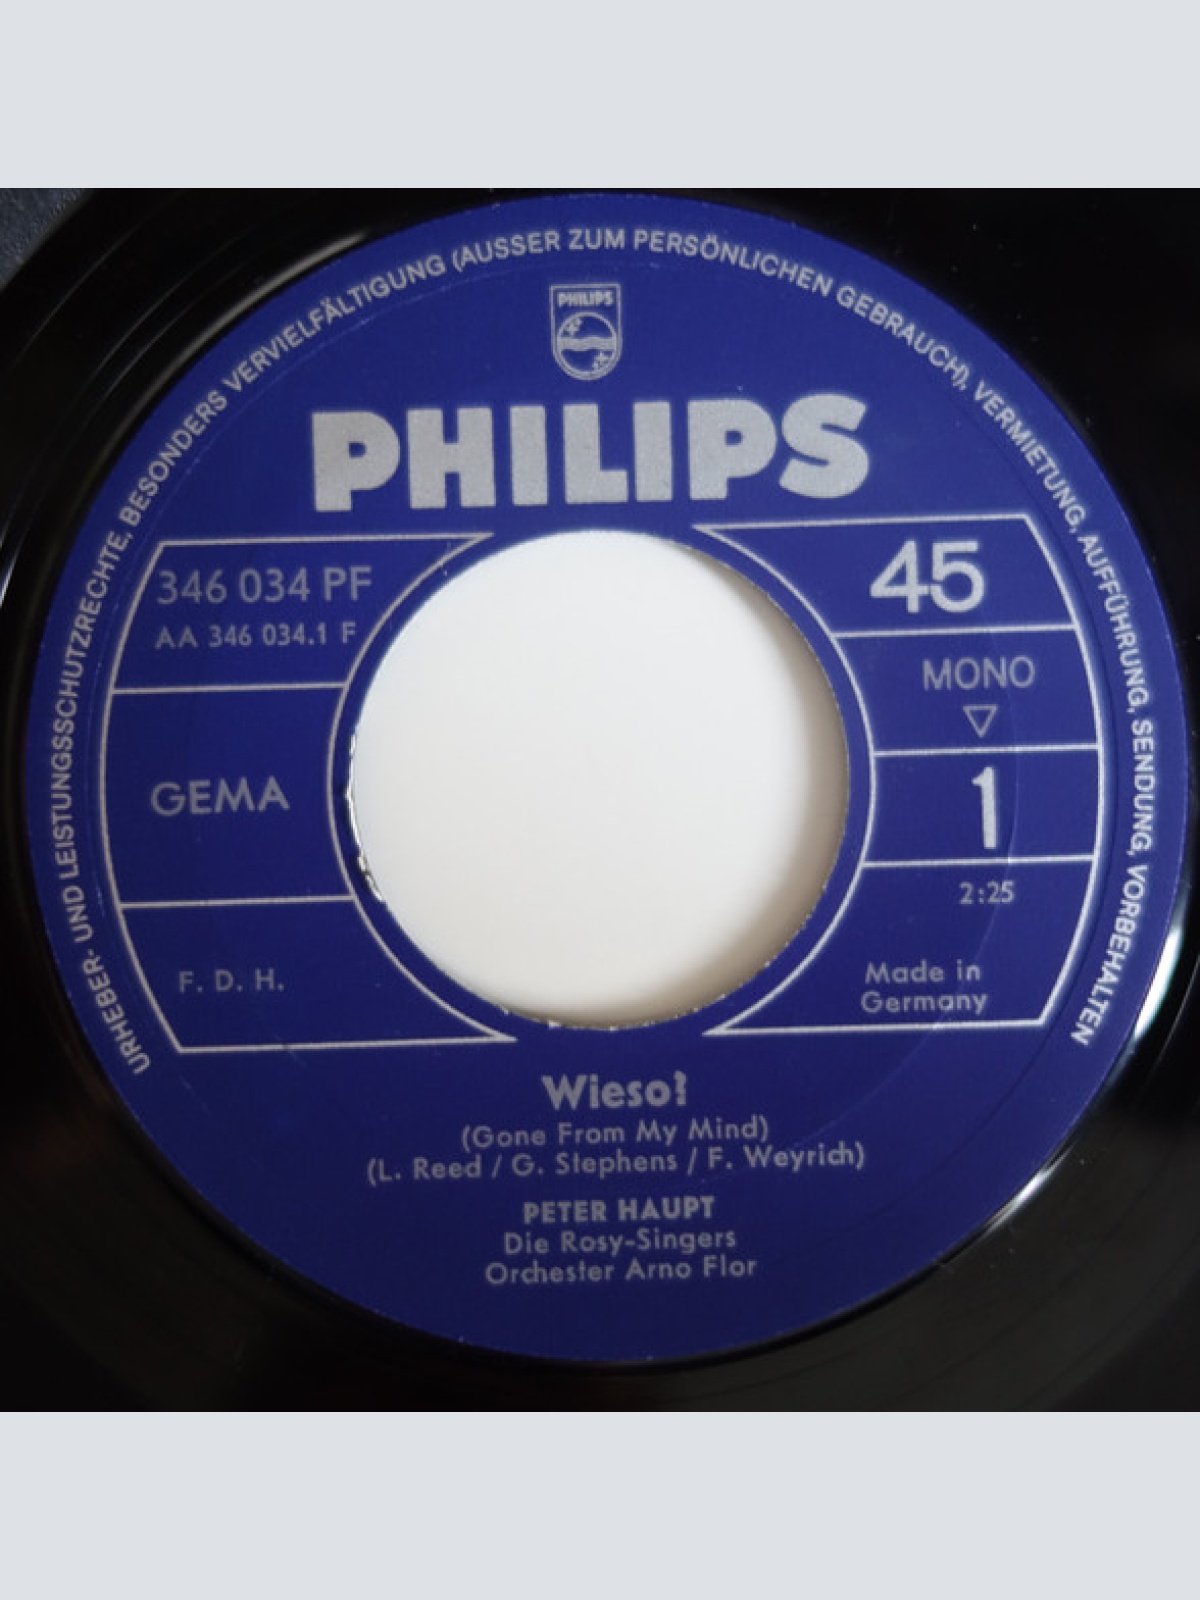 URHEBER- UND LEISTUNGSSCHUTZRECHTE, BESONDERS VERVIELFÄLTIGUNG (AUSSER ZUM PERSÖNLICHEN GEBRAUCH), VERMIETUNG, AUFFÜHRUNG, SENDUNG, VORBEHALTEN
PHILIPS
PHILIPS
346 034 PF
AA 346 034.1 F
GEMA
F. D. H.
45
MONO
1
2:25
Made in
Germany
Wieso?
(Gone From My Mind)
(L. Reed / G. Stephens / F. Weyrich)
PETER HAUPT
Die Rosy-Singers
Orchester Arno Flor